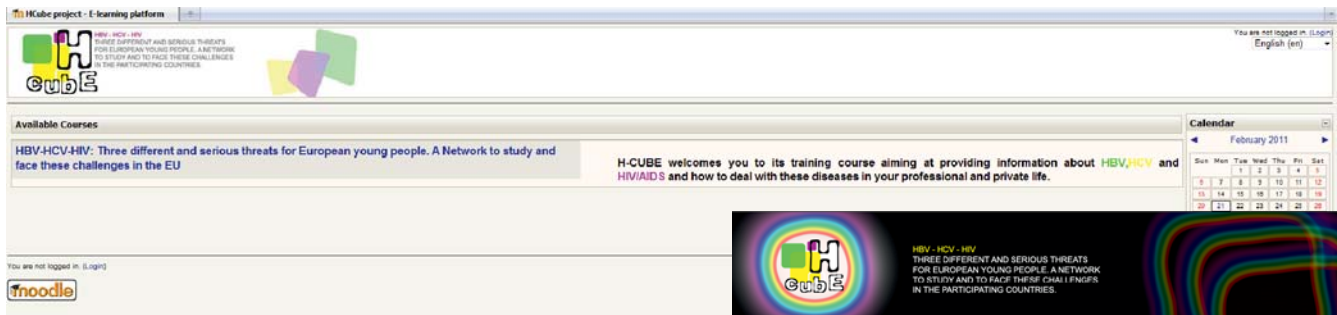 HCube project - E-learning platform
H
cubE
HBV - HCV - HIV
THREE DIFFERENT AND SERIOUS THREATS
FOR EUROPEAN YOUNG PEOPLE. A NETWORK
TO STUDY AND TO FACE THESE CHALLENGES
IN THE PARTICIPATING COUNTRIES.
You are not logged in. (Login)
English (en)
Available Courses
HBV-HCV-HIV: Three different and serious threats for European young people. A Network to study and
face these challenges in the EU
H-CUBE welcomes you to its training course aiming at providing information about HBV,HCV and
HIV/AIDS and how to deal with these diseases in your professional and private life.
Calendar
February 2011
Sun Mon Tue Wed Thu Fri Sat
1 2 3 4 5
6 7 8 9 10 11 12
13 14 15 16 17 18 19
20 21 22 23 24 25 26
You are not logged in. (Login)
moodle
H
cubE
HBV - HCV - HIV
THREE DIFFERENT AND SERIOUS THREATS
FOR EUROPEAN YOUNG PEOPLE. A NETWORK
TO STUDY AND TO FACE THESE CHALLENGES
IN THE PARTICIPATING COUNTRIES.